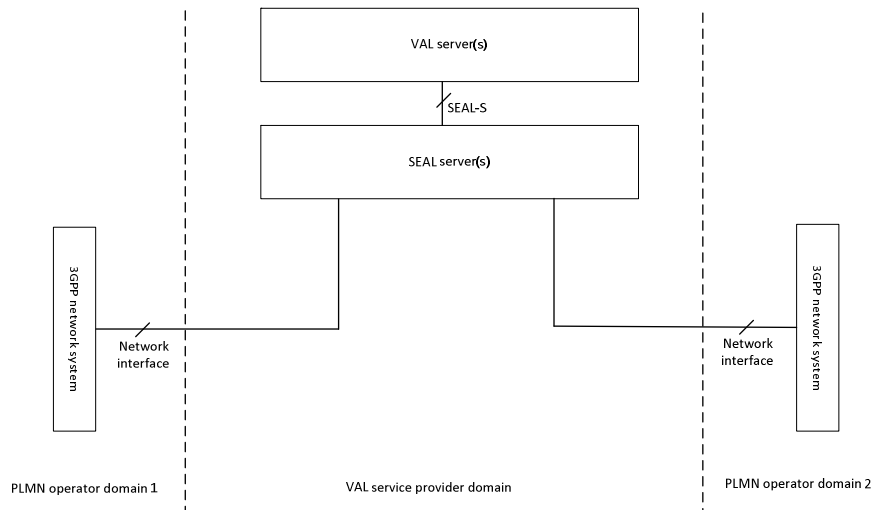 VAL server(s)
SEAL-S
SEAL server(s)
3GPP network system
Network
interface
3GPP network system
Network
interface
PLMN operator domain 1
VAL service provider domain
PLMN operator domain 2